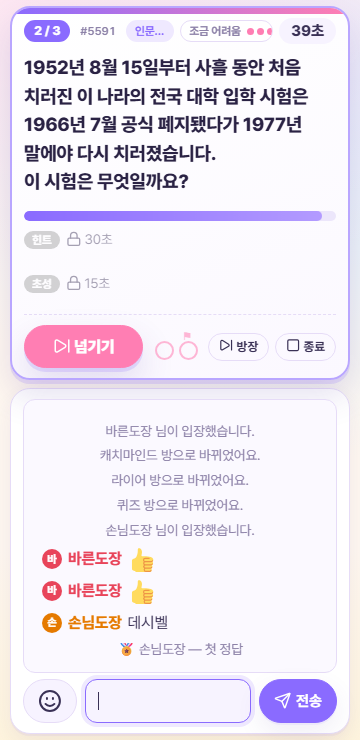 2 / 3 #5591 인문... 조금 어려움 39초
1952년 8월 15일부터 사흘 동안 처음
치러진 이 나라의 전국 대학 입학 시험은
1966년 7월 공식 폐지됐다가 1977년
말에야 다시 치러졌습니다.
이 시험은 무엇일까요?
힌트 30초
초성 15초
넘기기 방장 종료
바른도장 님이 입장했습니다.
캐치마인드 방으로 바뀌었어요.
라이어 방으로 바뀌었어요.
퀴즈 방으로 바뀌었어요.
손님도장 님이 입장했습니다.
바 바른도장
바 바른도장
손 손님도장 데시벨
손님도장 — 첫 정답
전송